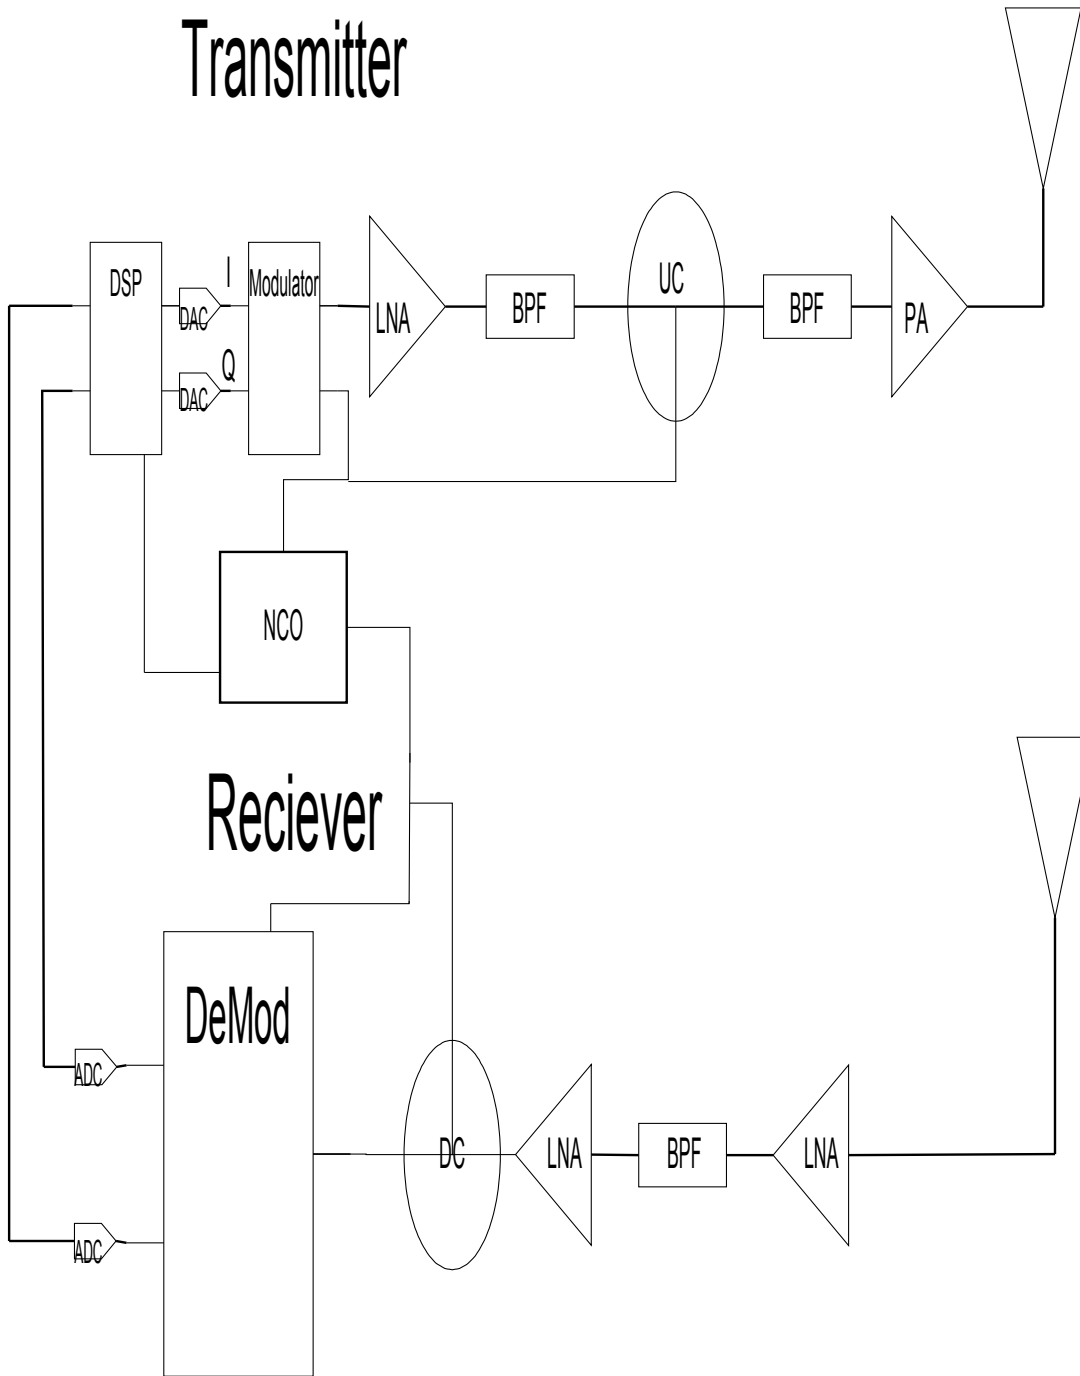 Transmitter
DSP
DAC
I
Modulator
LNA
BPF
UC
BPF
PA
DAC
Q
NCO
Reciever
DeMod
ADC
ADC
DC
LNA
BPF
LNA